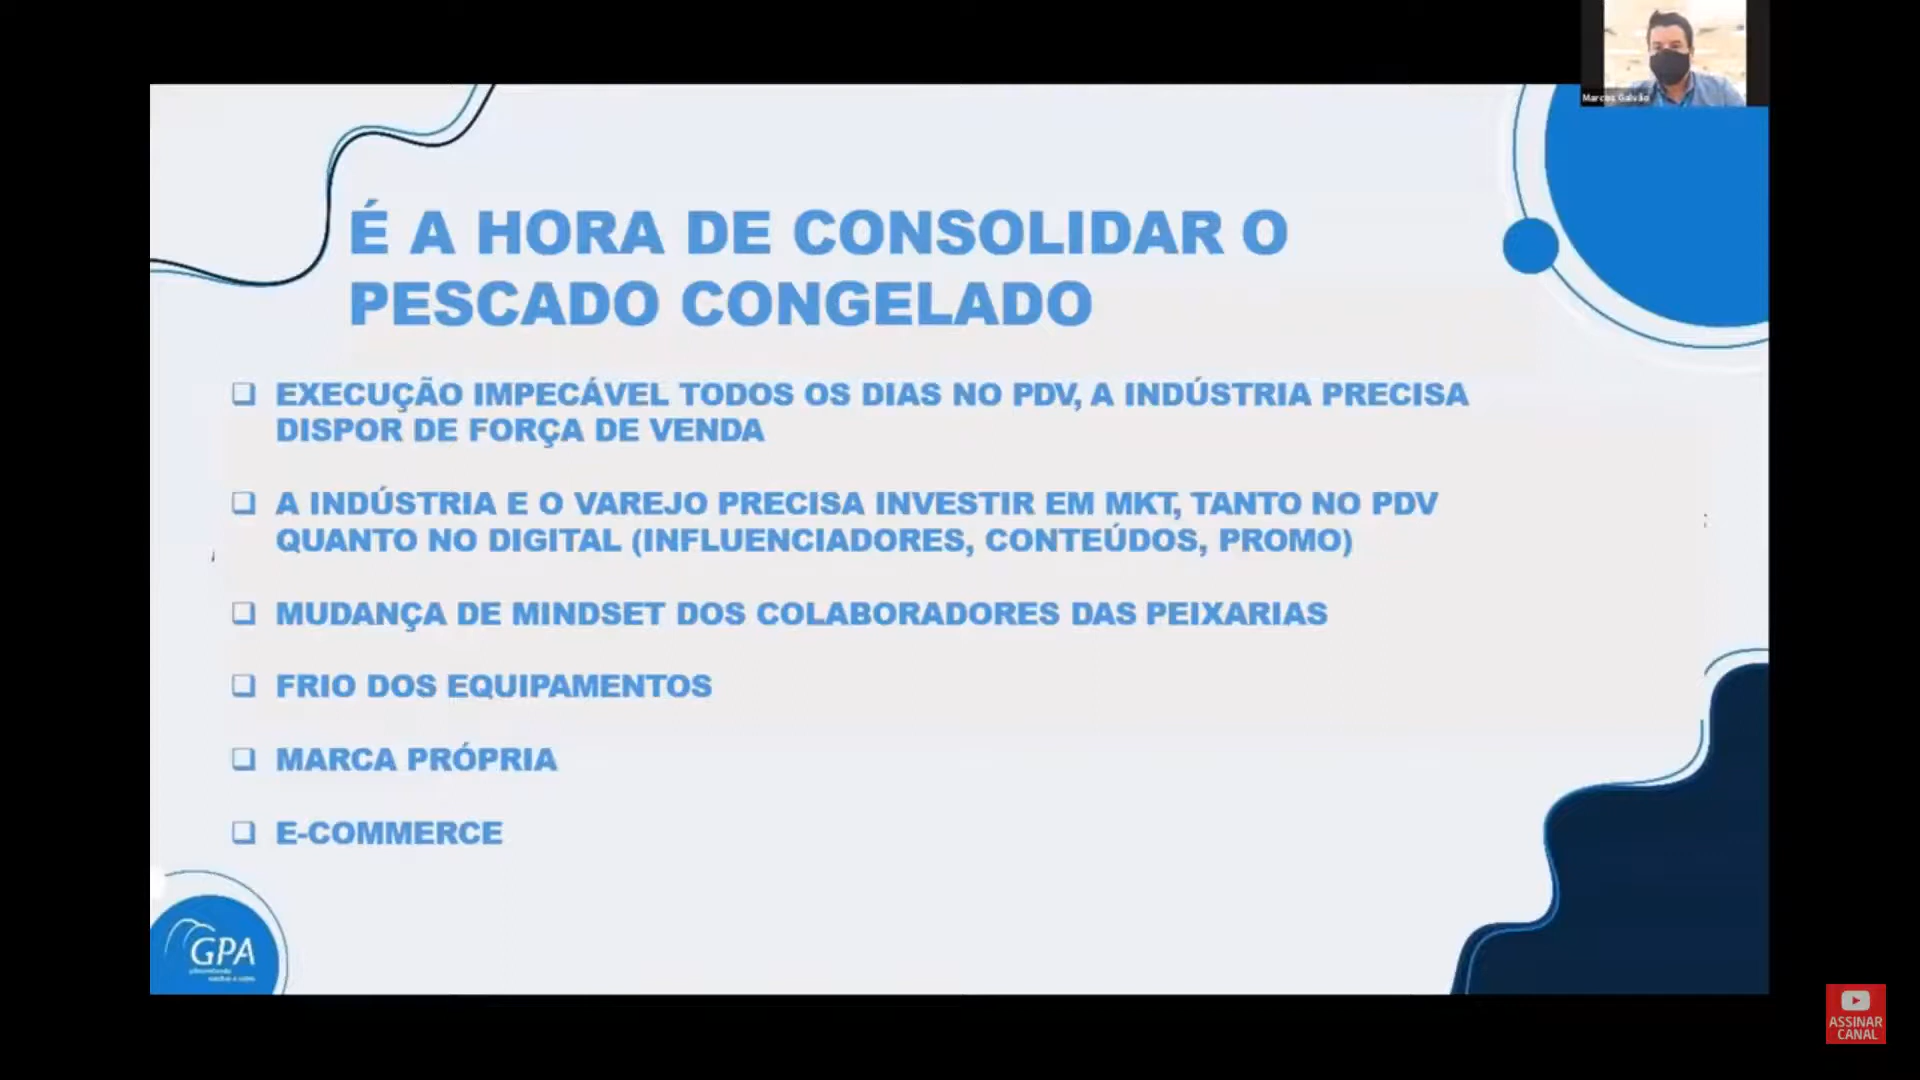 Marcos Galvão
É A HORA DE CONSOLIDAR O
PESCADO CONGELADO
❑ EXECUÇÃO IMPECÁVEL TODOS OS DIAS NO PDV, A INDÚSTRIA PRECISA
DISPOR DE FORÇA DE VENDA
❑ A INDÚSTRIA E O VAREJO PRECISA INVESTIR EM MKT, TANTO NO PDV
QUANTO NO DIGITAL (INFLUENCIADORES, CONTEÚDOS, PROMO)
❑ MUDANÇA DE MINDSET DOS COLABORADORES DAS PEIXARIAS
❑ FRIO DOS EQUIPAMENTOS
❑ MARCA PRÓPRIA
❑ E-COMMERCE
GPA
ASSINAR
CANAL